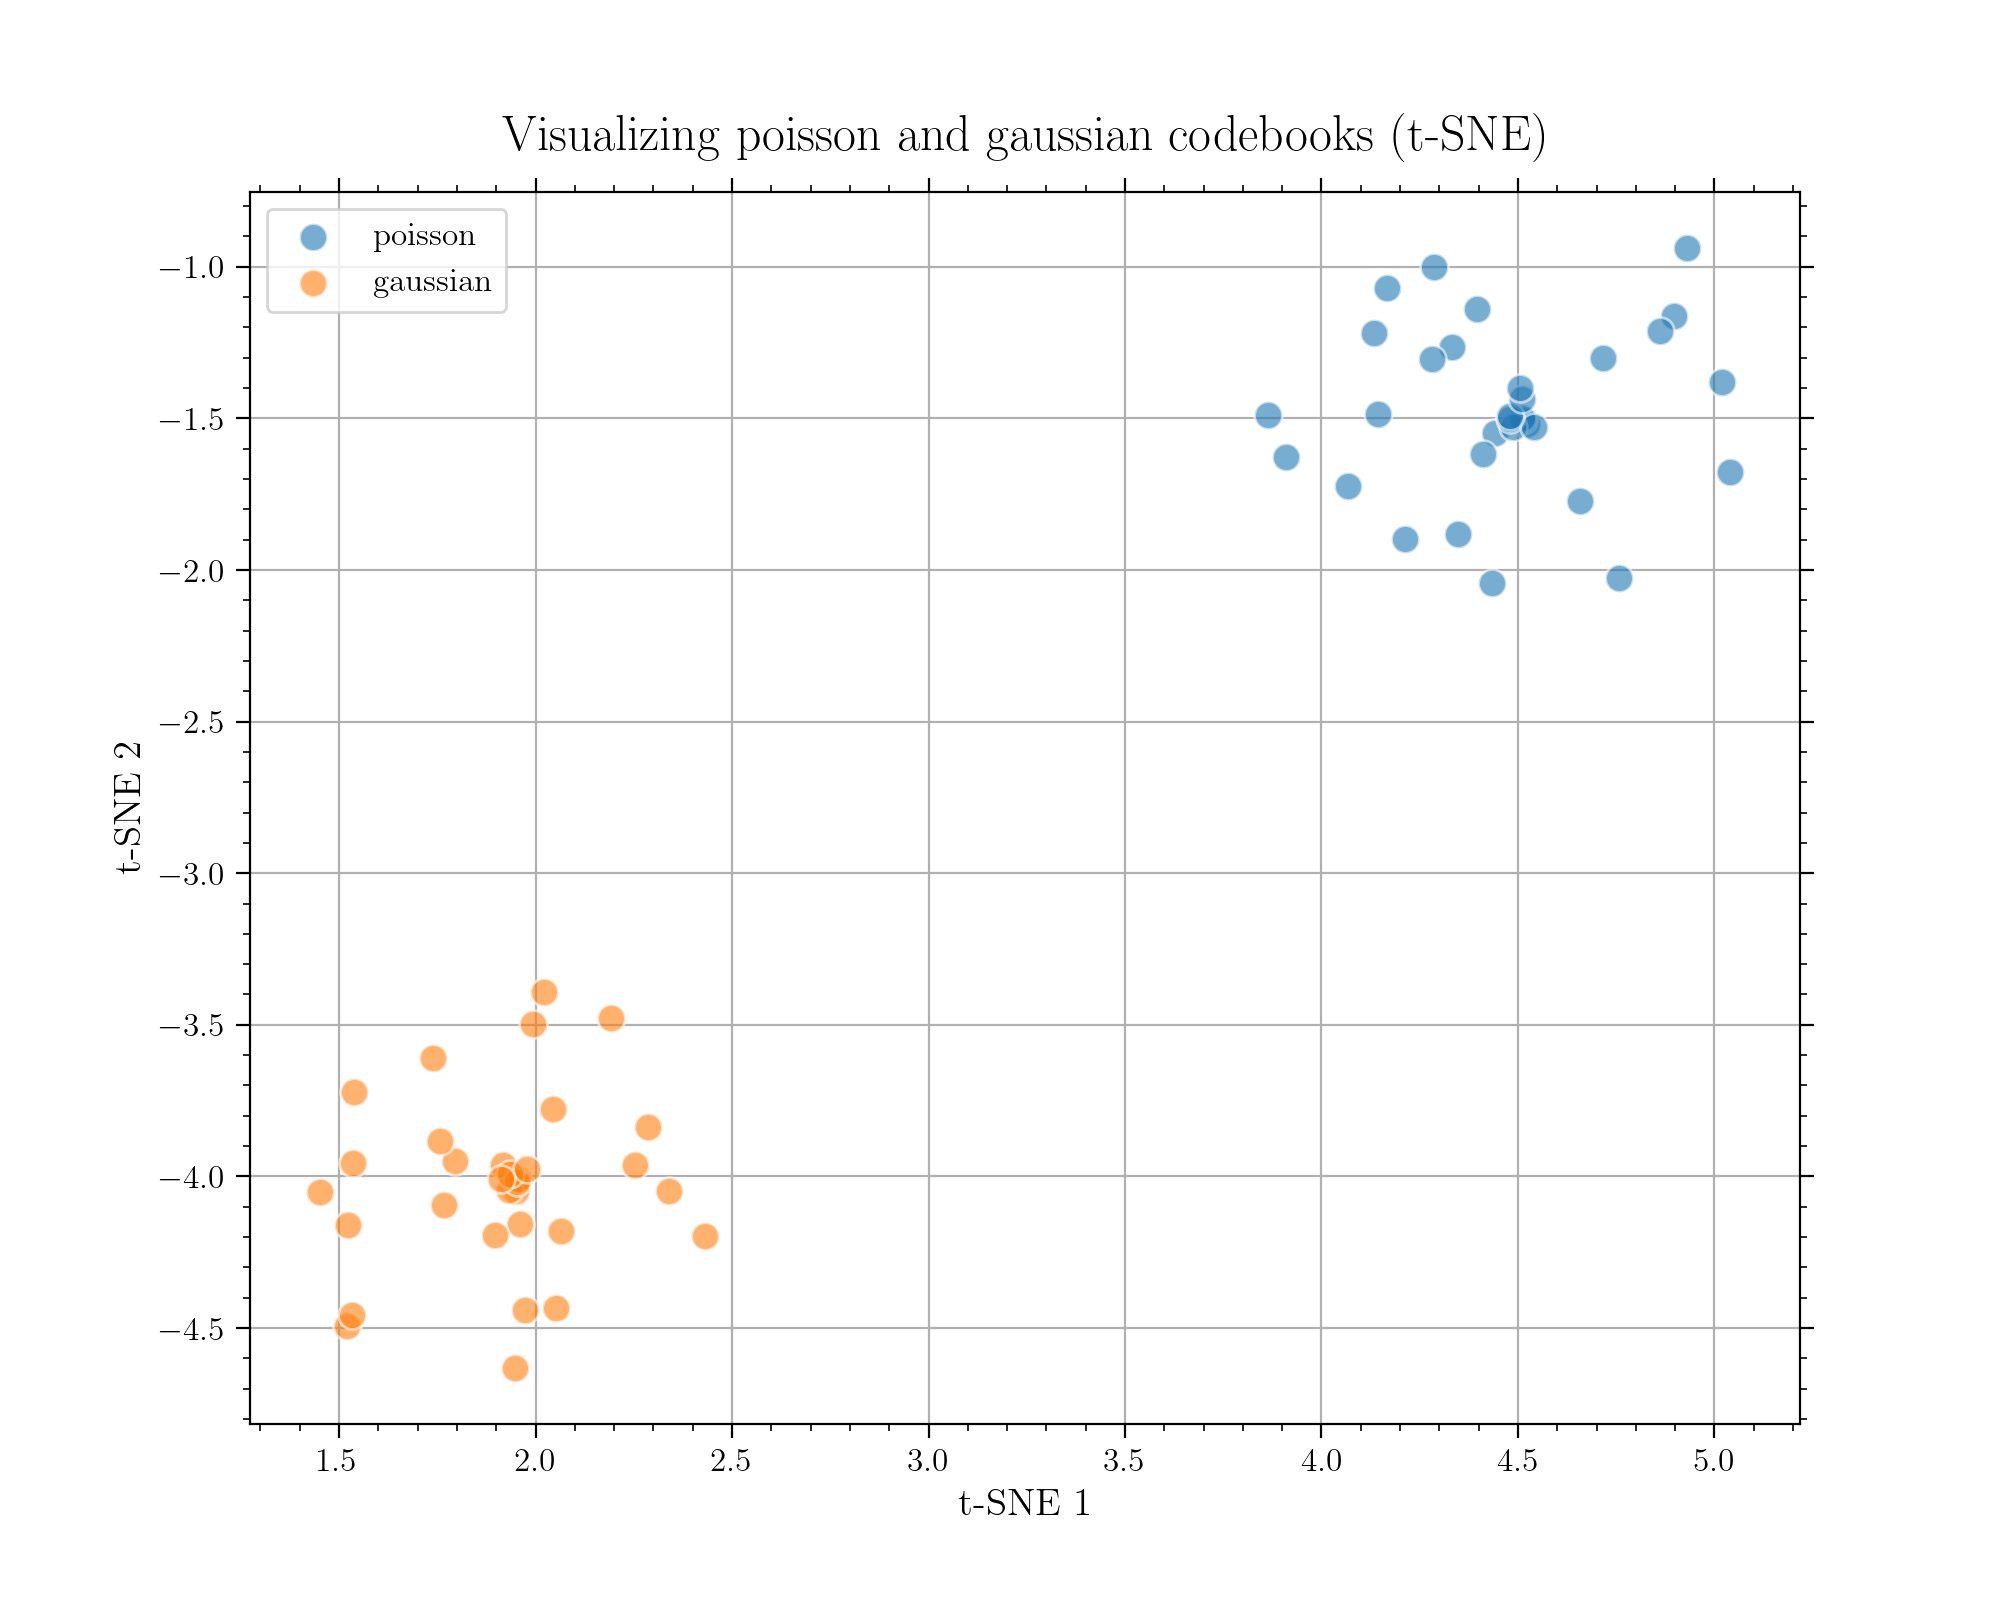 Visualizing poisson and gaussian codebooks (t-SNE)
poisson
gaussian
−1.0
−1.5
−2.0
−2.5
−3.0
−3.5
−4.0
−4.5
t-SNE 2
1.5 2.0 2.5 3.0 3.5 4.0 4.5 5.0
t-SNE 1